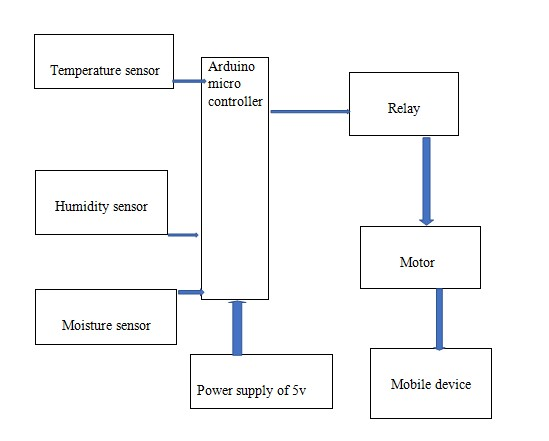 Temperature sensor
Arduino
micro
controller
Relay
Humidity sensor
Motor
Moisture sensor
Power supply of 5v
Mobile device